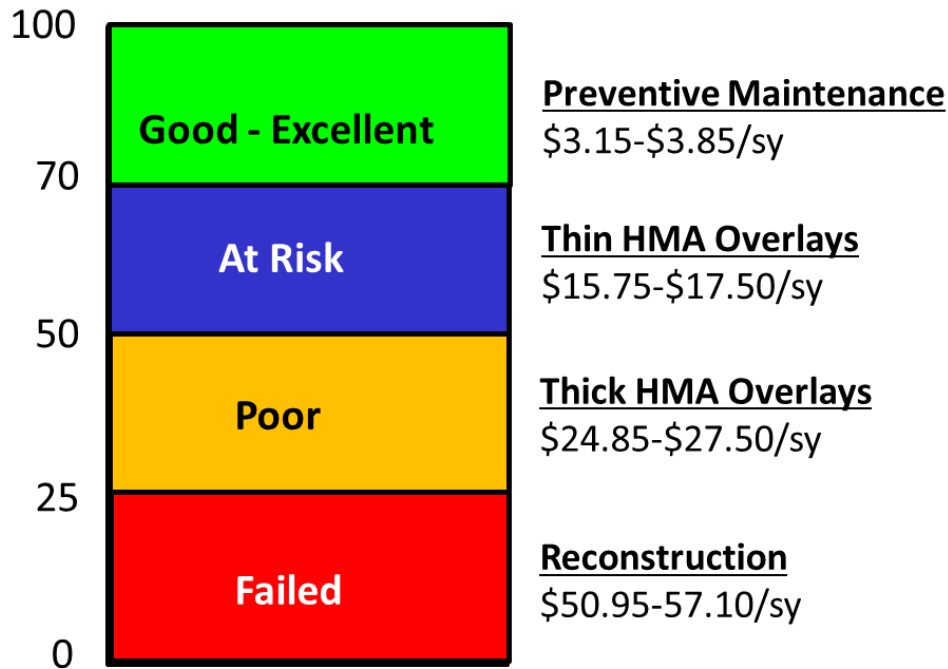 100
Good - Excellent
Preventive Maintenance
$3.15-$3.85/sy
70
At Risk
Thin HMA Overlays
$15.75-$17.50/sy
50
Poor
Thick HMA Overlays
$24.85-$27.50/sy
25
Failed
Reconstruction
$50.95-57.10/sy
0